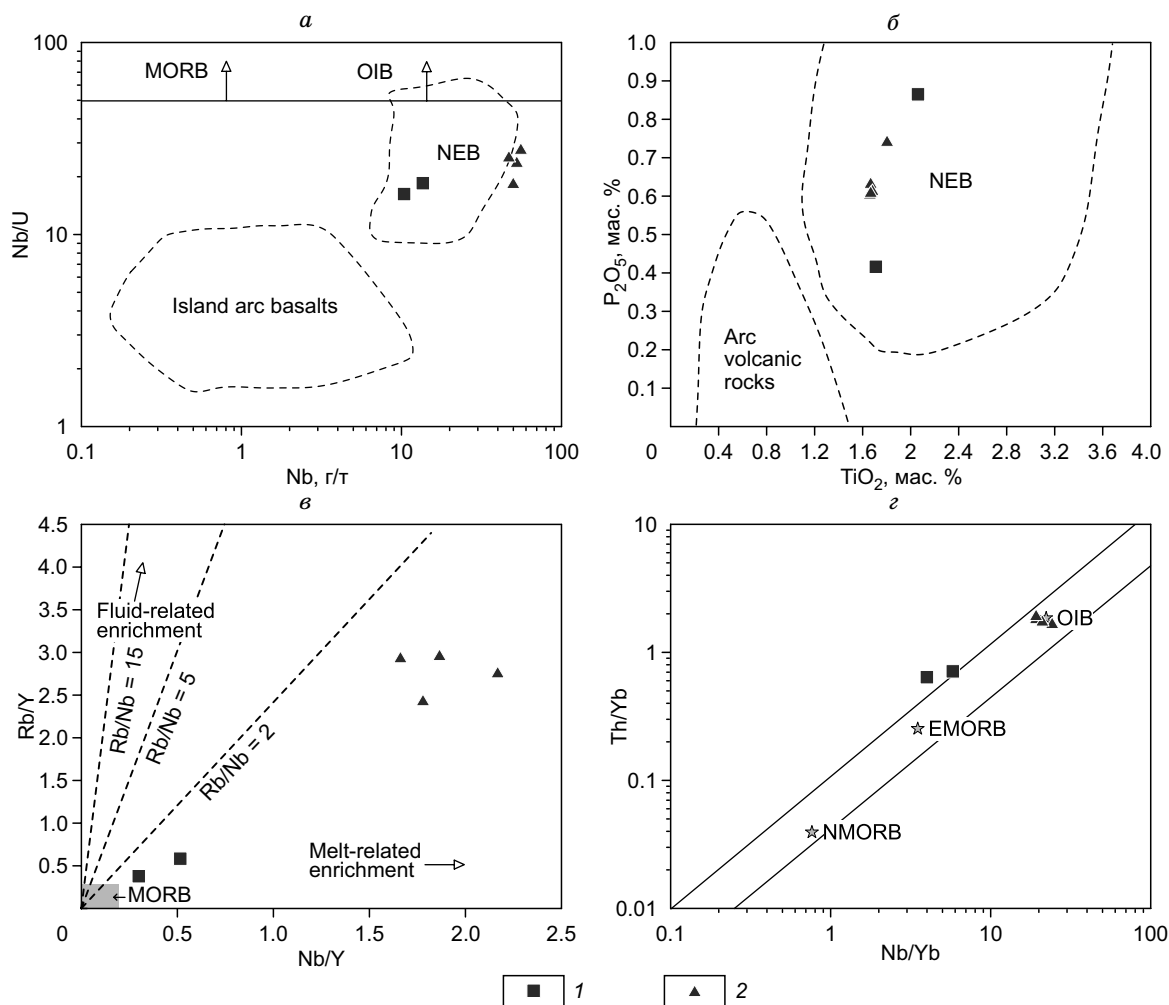 а
100
10
1
Nb/U
MORB
OIB
NEB
Island arc basalts
0.1
1
10
100
Nb, г/т
б
1.0
0.9
0.8
0.7
0.6
0.5
0.4
0.3
0.2
0.1
P₂O₅, мас. %
NEB
Arc
volcanic
rocks
0
0.4
0.8
1.2
1.6
2
2.4
2.8
3.2
3.6
4.0
TiO₂, мас. %
в
4.5
4.0
3.5
3.0
2.5
2.0
1.5
1.0
0.5
Rb/Y
Fluid-related
enrichment
Rb/Nb = 15
Rb/Nb = 5
Rb/Nb = 2
Melt-related
enrichment
MORB
0
0.5
1.0
1.5
2.0
2.5
Nb/Y
г
10
1
0.1
0.01
Th/Yb
OIB
EMORB
NMORB
0.1
1
10
100
Nb/Yb
1
2